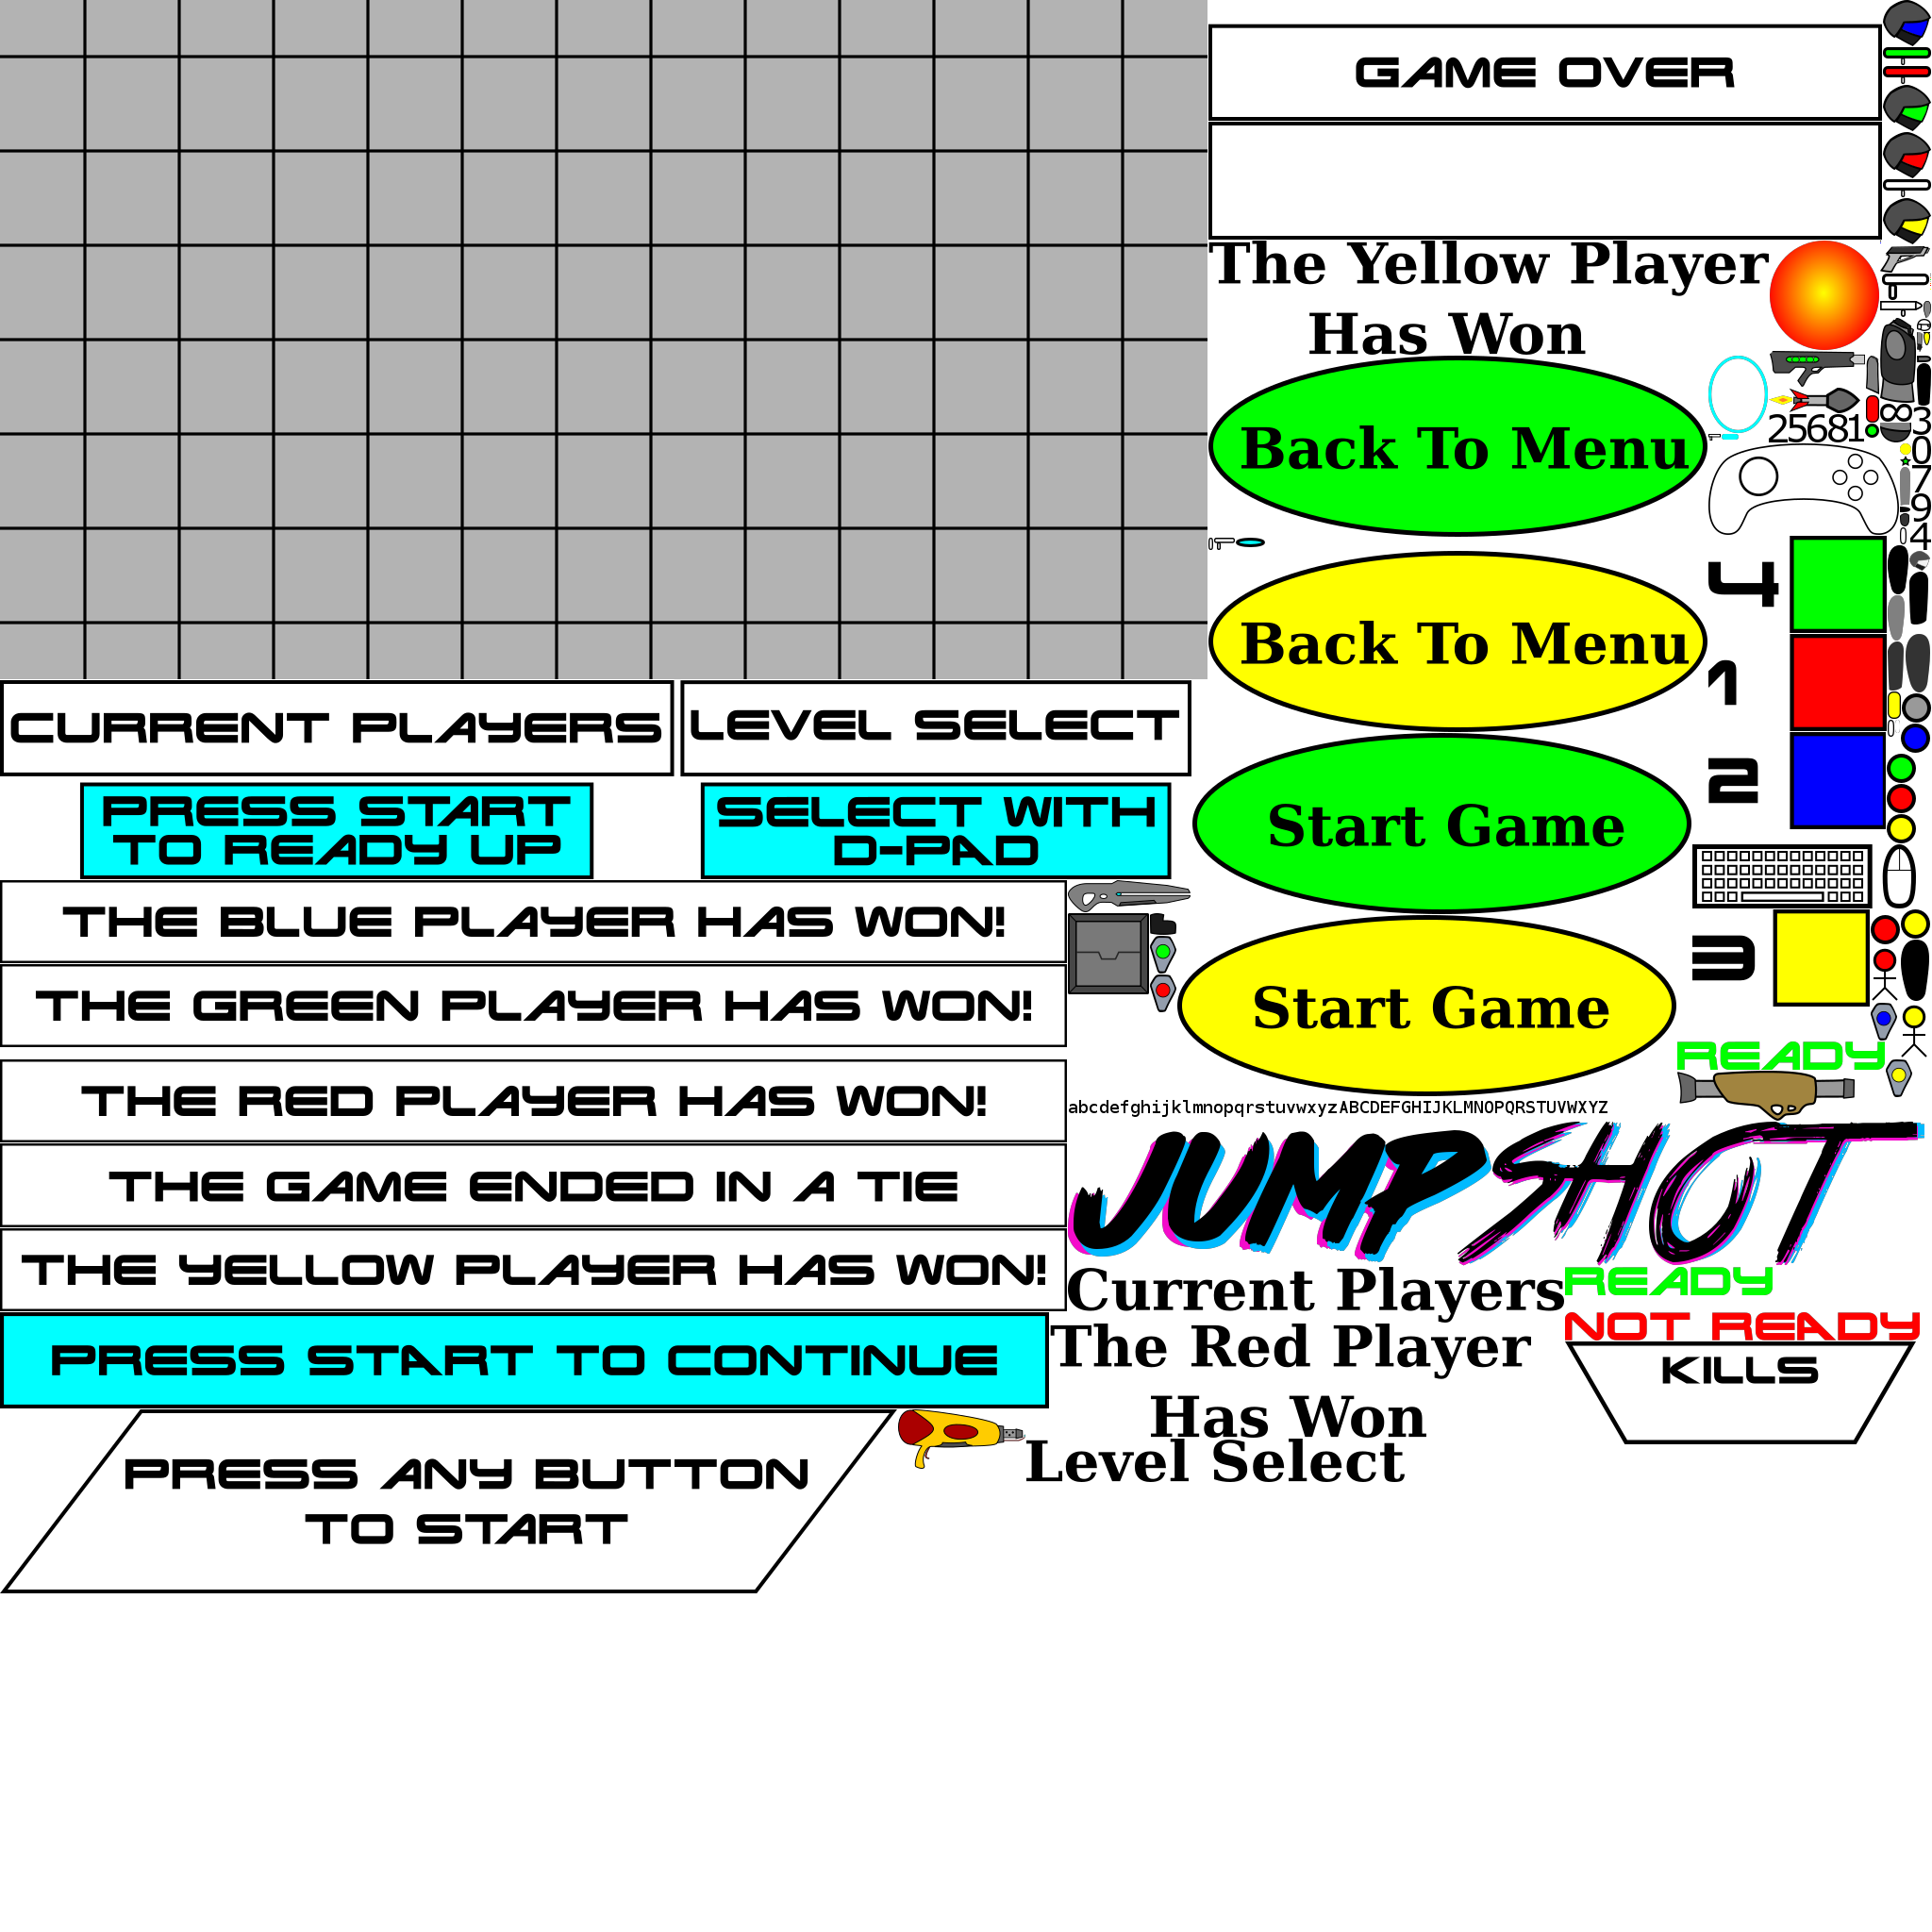 GAME OVER
The Yellow Player
Has Won
Back To Menu
25681
8
3
0
7
9
4
Back To Menu
4
1
2
3
CURRENT PLAYERS
LEVEL SELECT
PRESS START
TO READY UP
SELECT WITH
D-PAD
Start Game
THE BLUE PLAYER HAS WON!
THE GREEN PLAYER HAS WON!
Start Game
READY
THE RED PLAYER HAS WON!
abcdefghijklmnopqrstuvwxyzABCDEFGHIJKLMNOPQRSTUVWXYZ
JUMPSHOT
THE GAME ENDED IN A TIE
THE YELLOW PLAYER HAS WON!
Current Players
READY
NOT READY
PRESS START TO CONTINUE
The Red Player
Has Won
KILLS
Level Select
PRESS ANY BUTTON
TO START